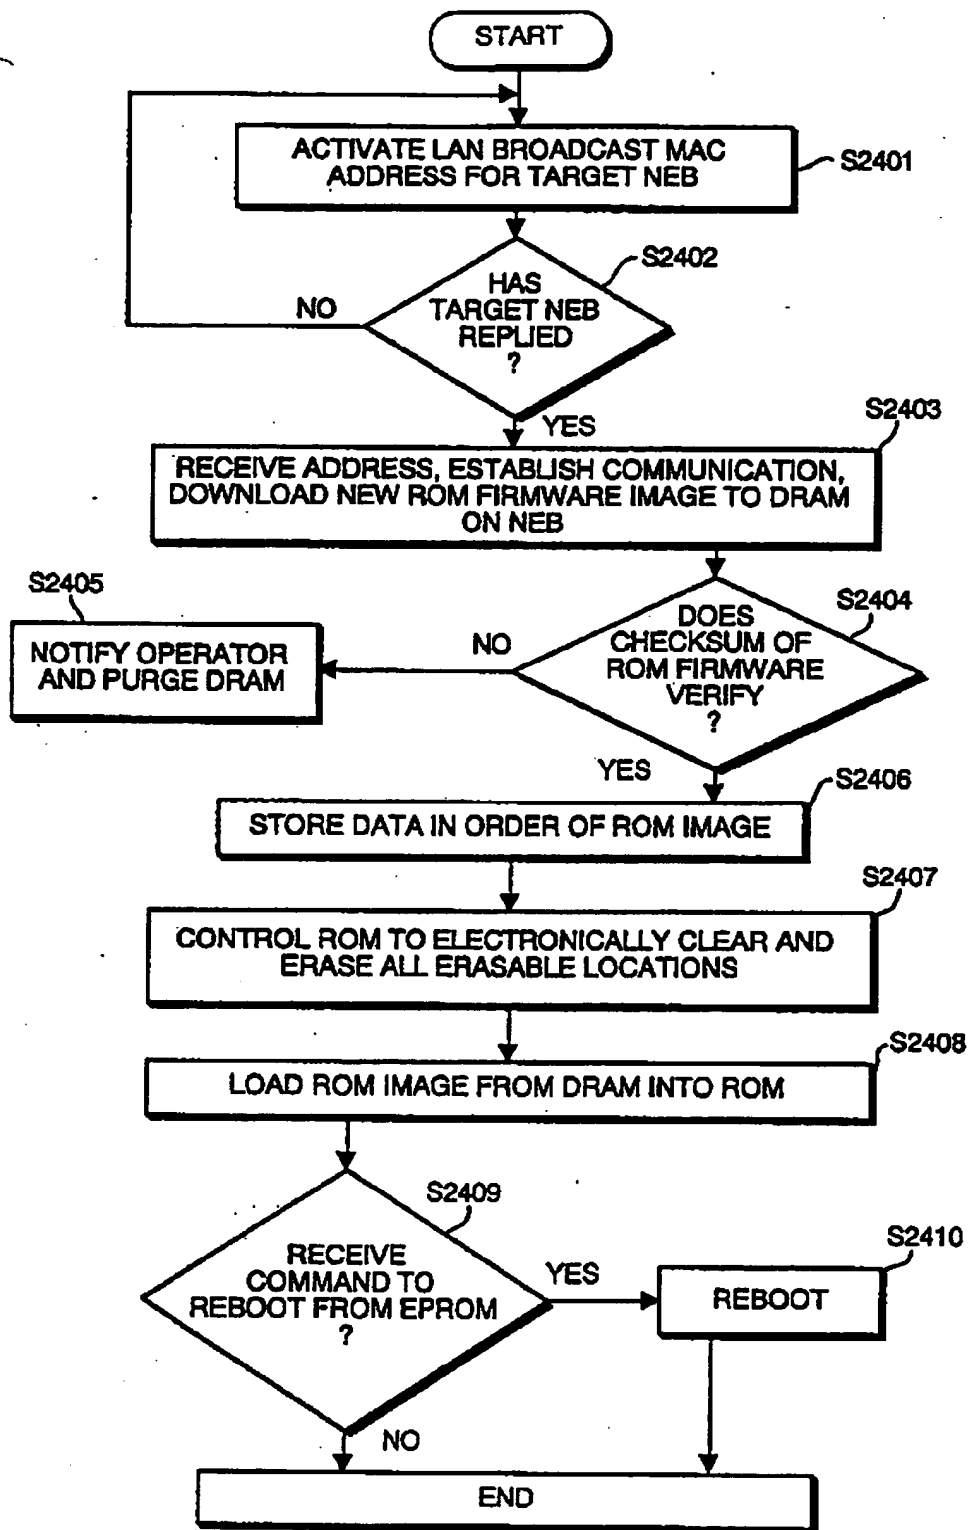 START
ACTIVATE LAN BROADCAST MAC
ADDRESS FOR TARGET NEB
S2401
S2402
HAS
TARGET NEB
REPLIED
?
NO
YES
S2403
RECEIVE ADDRESS, ESTABLISH COMMUNICATION,
DOWNLOAD NEW ROM FIRMWARE IMAGE TO DRAM
ON NEB
S2405
NOTIFY OPERATOR
AND PURGE DRAM
NO
S2404
DOES
CHECKSUM OF
ROM FIRMWARE
VERIFY
?
YES
S2406
STORE DATA IN ORDER OF ROM IMAGE
S2407
CONTROL ROM TO ELECTRONICALLY CLEAR AND
ERASE ALL ERASABLE LOCATIONS
S2408
LOAD ROM IMAGE FROM DRAM INTO ROM
S2409
RECEIVE
COMMAND TO
REBOOT FROM EPROM
?
YES
S2410
REBOOT
NO
END